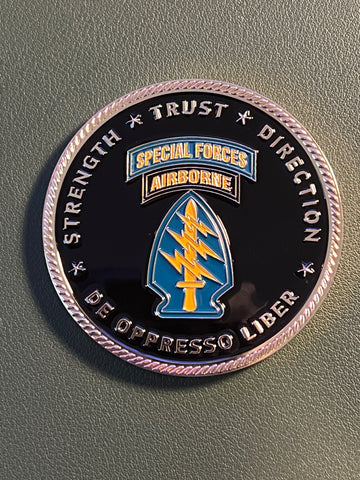 STRENGTH * TRUST * DIRECTION
SPECIAL FORCES
AIRBORNE
* DE OPPRESSO LIBER *